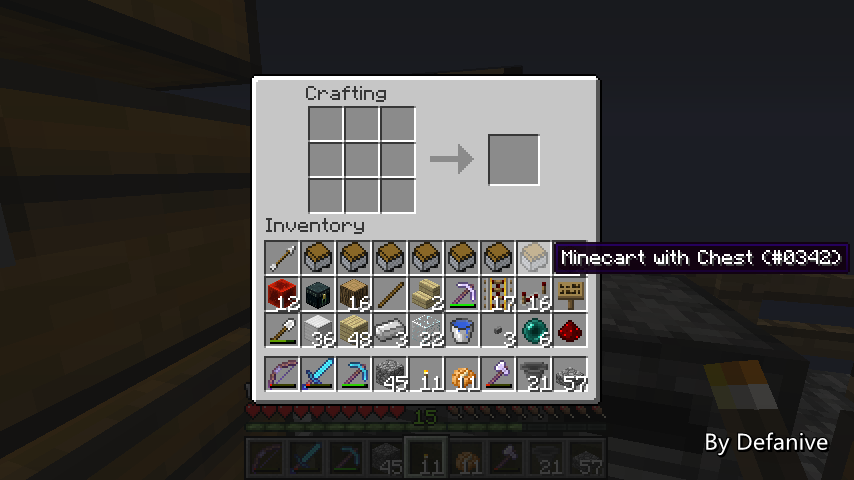 Crafting
Inventory
Minecart with Chest (#0342)
12 16 2 17 16
36 48 3 22 3 6
45 11 11 21 57
15
45 11 11 21 57
By Defanive